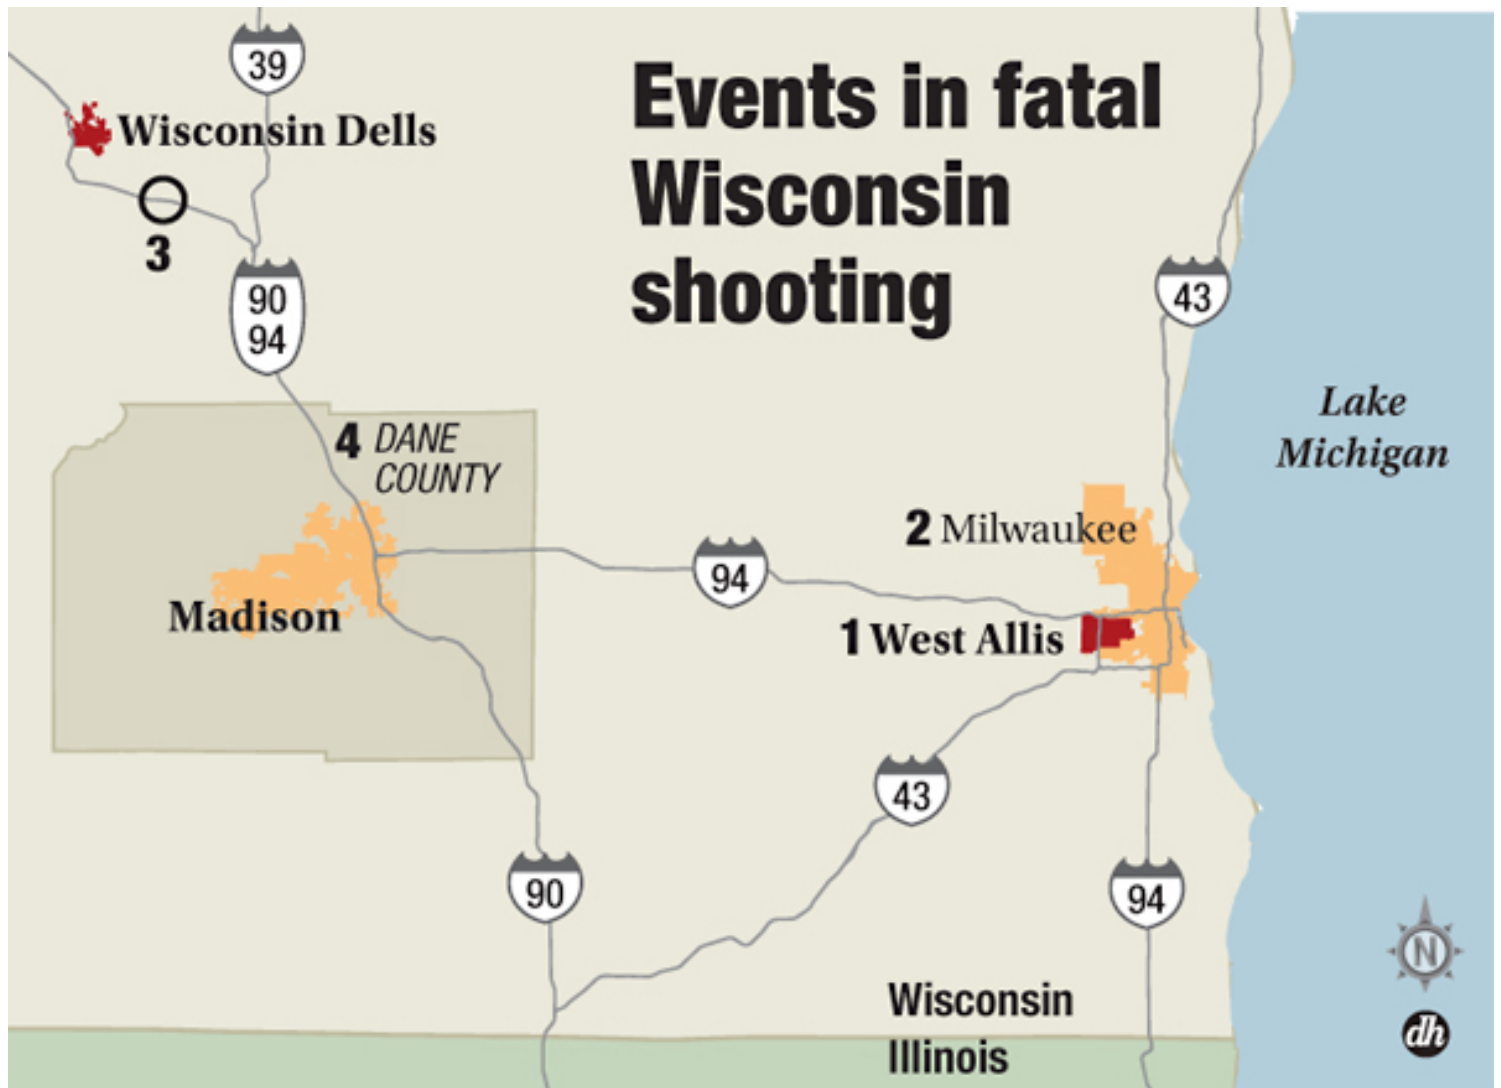 Events in fatal
Wisconsin
shooting
39
Wisconsin Dells
3
90
94
43
Lake
Michigan
4 DANE
COUNTY
2 Milwaukee
94
Madison
1 West Allis
43
90
94
N
Wisconsin
Illinois
dh